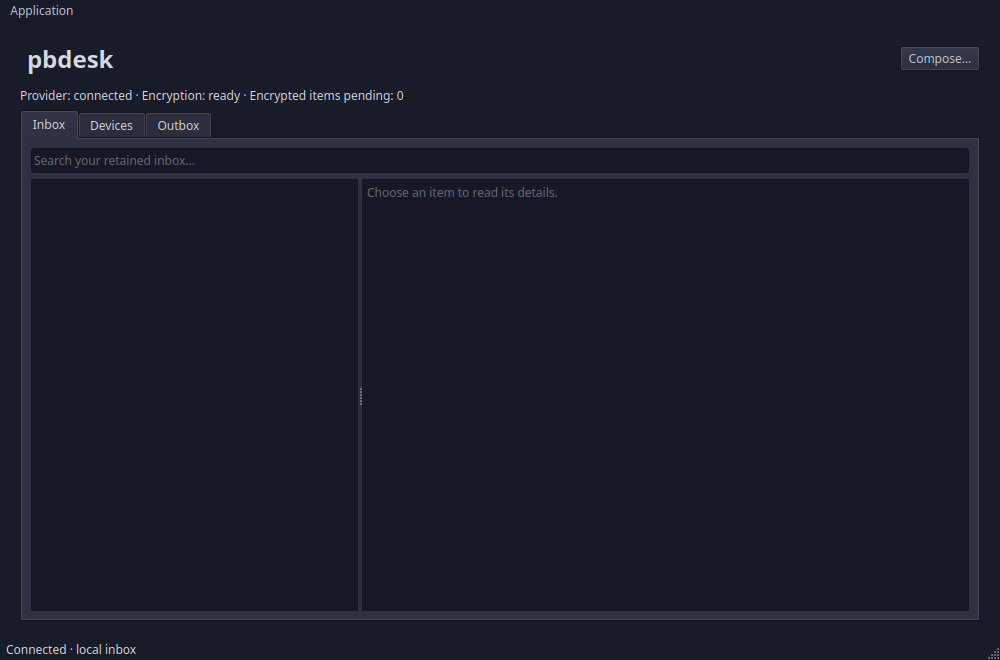 Application
pbdesk
Compose...
Provider: connected · Encryption: ready · Encrypted items pending: 0
Inbox
Devices
Outbox
Search your retained inbox...
Choose an item to read its details.
Connected · local inbox